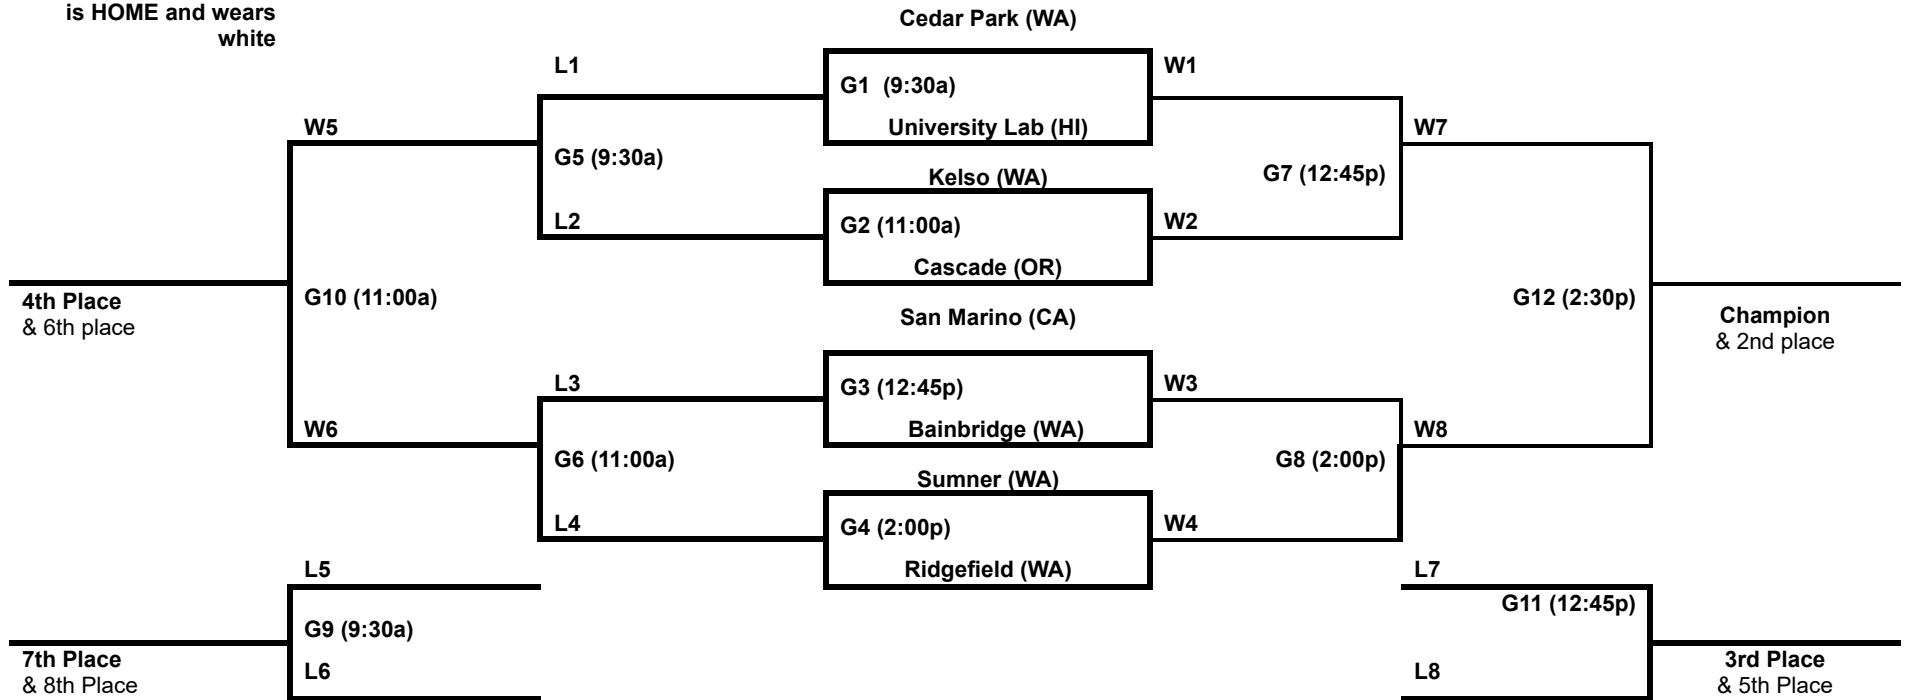 is HOME and wears
white
Cedar Park (WA)
L1
W1
G1 (9:30a)
University Lab (HI)
W5
W7
G5 (9:30a)
G7 (12:45p)
Kelso (WA)
L2
G2 (11:00a)
W2
Cascade (OR)
4th Place
& 6th place
G10 (11:00a)
G12 (2:30p)
Champion
& 2nd place
San Marino (CA)
L3
G3 (12:45p)
W3
Bainbridge (WA)
W6
W8
G6 (11:00a)
G8 (2:00p)
Sumner (WA)
L4
G4 (2:00p)
W4
Ridgefield (WA)
L5
L7
G9 (9:30a)
G11 (12:45p)
7th Place
& 8th Place
L6
L8
3rd Place
& 5th Place